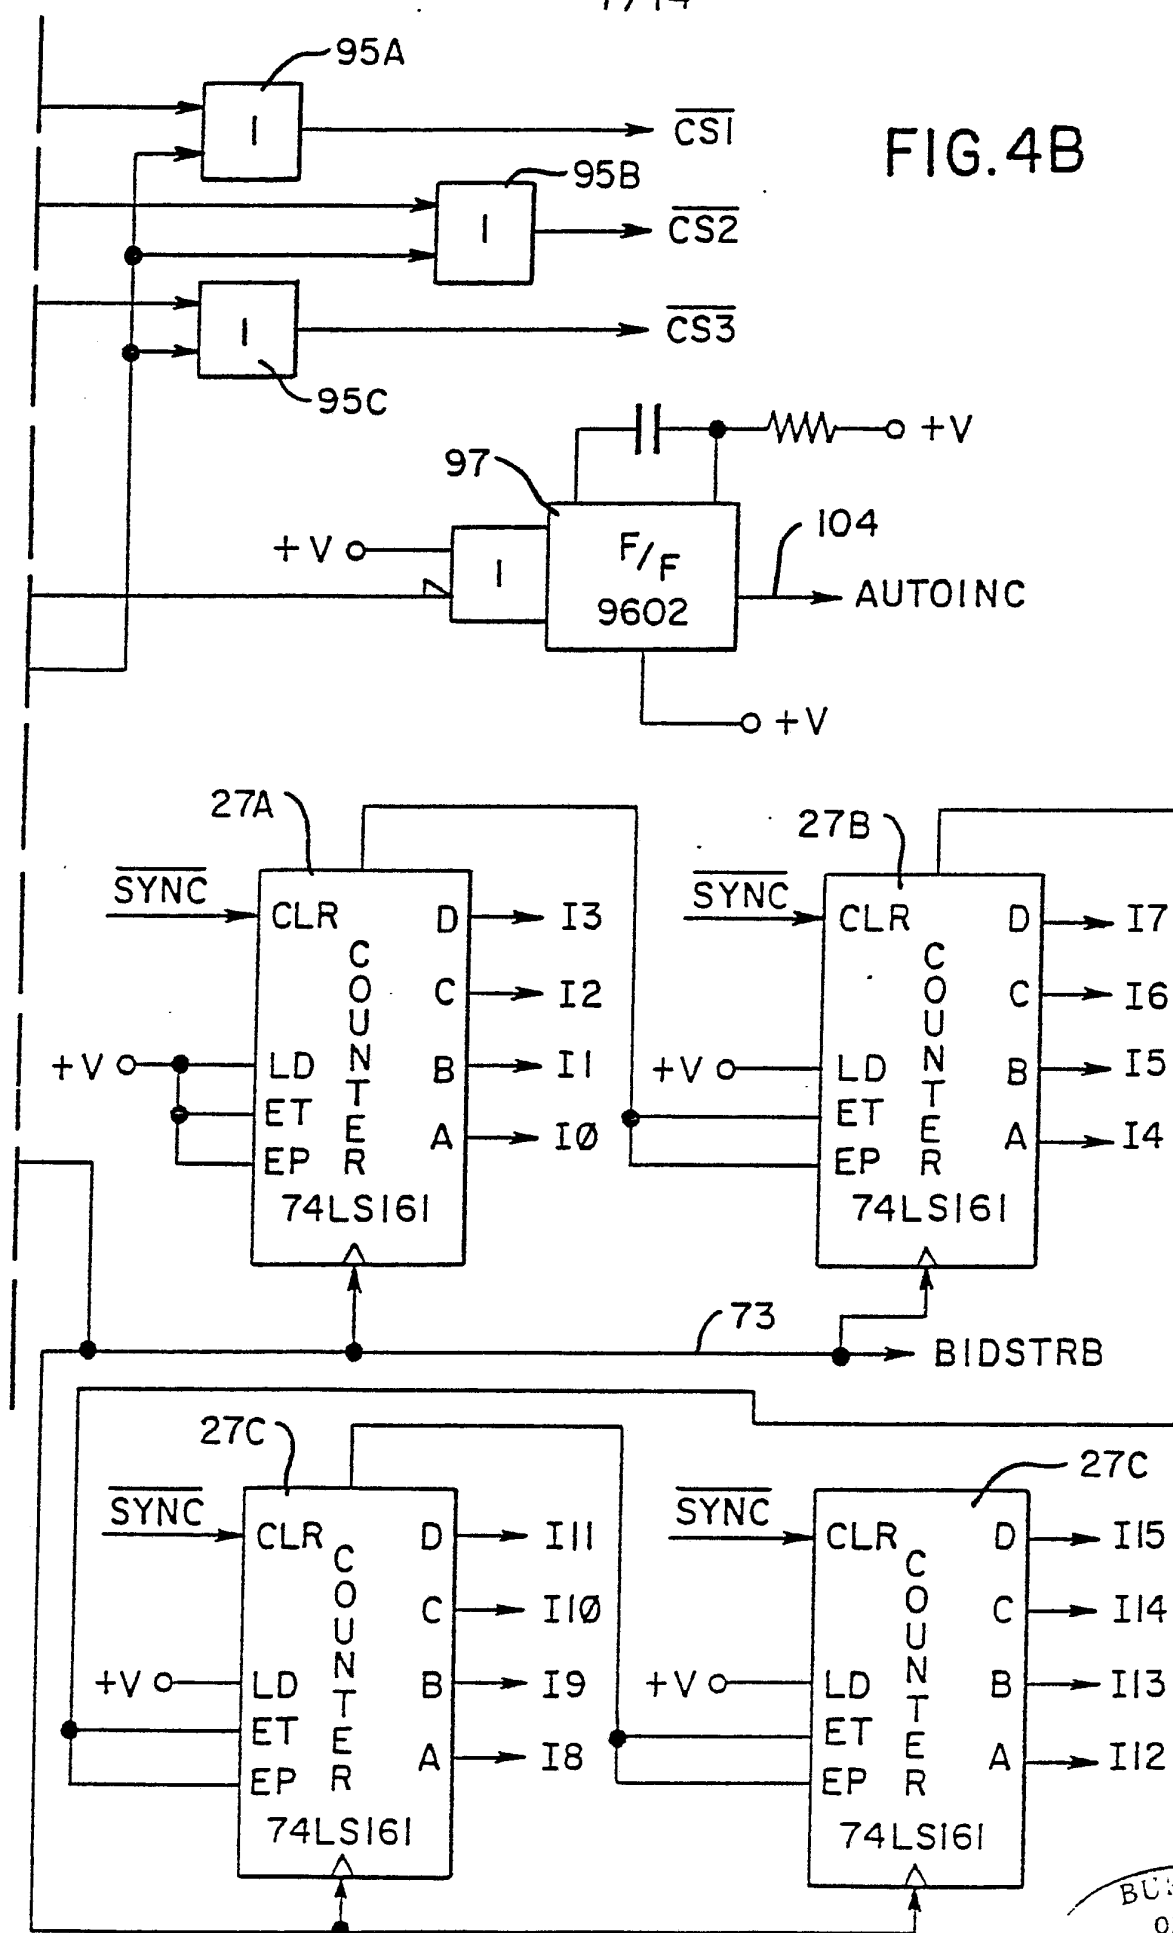 95A
I
CS1
FIG.4B
95B
I
CS2
I
CS3
95C
+V
97
104
+V
I
F/F
9602
AUTOINC
+V
27A
27B
SYNC
CLR
D
I3
SYNC
CLR
D
I7
COUNTER
C
I2
COUNTER
C
I6
+V
LD
B
I1
+V
LD
B
I5
ET
ET
A
I0
A
I4
EP
EP
74LS161
74LS161
73
BIDSTRB
27C
27C
SYNC
CLR
D
I11
SYNC
CLR
D
I15
COUNTER
C
I10
COUNTER
C
I14
+V
LD
B
I9
+V
LD
B
I13
ET
ET
A
I8
A
I12
EP
EP
74LS161
74LS161